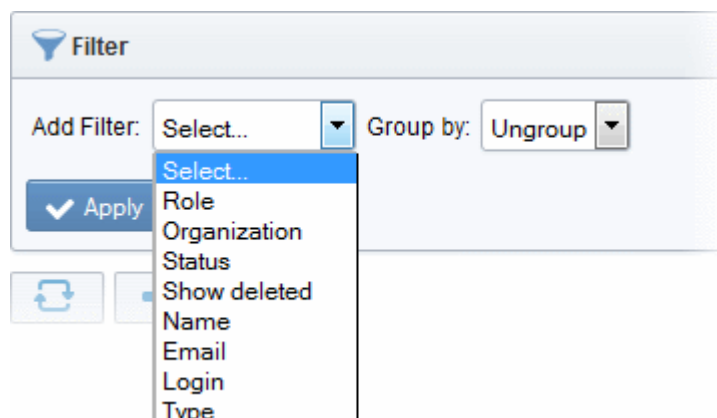 Filter
Add Filter: Select... Group by: Ungroup
Select...
Apply Role
Organization
Status
Show deleted
Name
Email
Login
Type